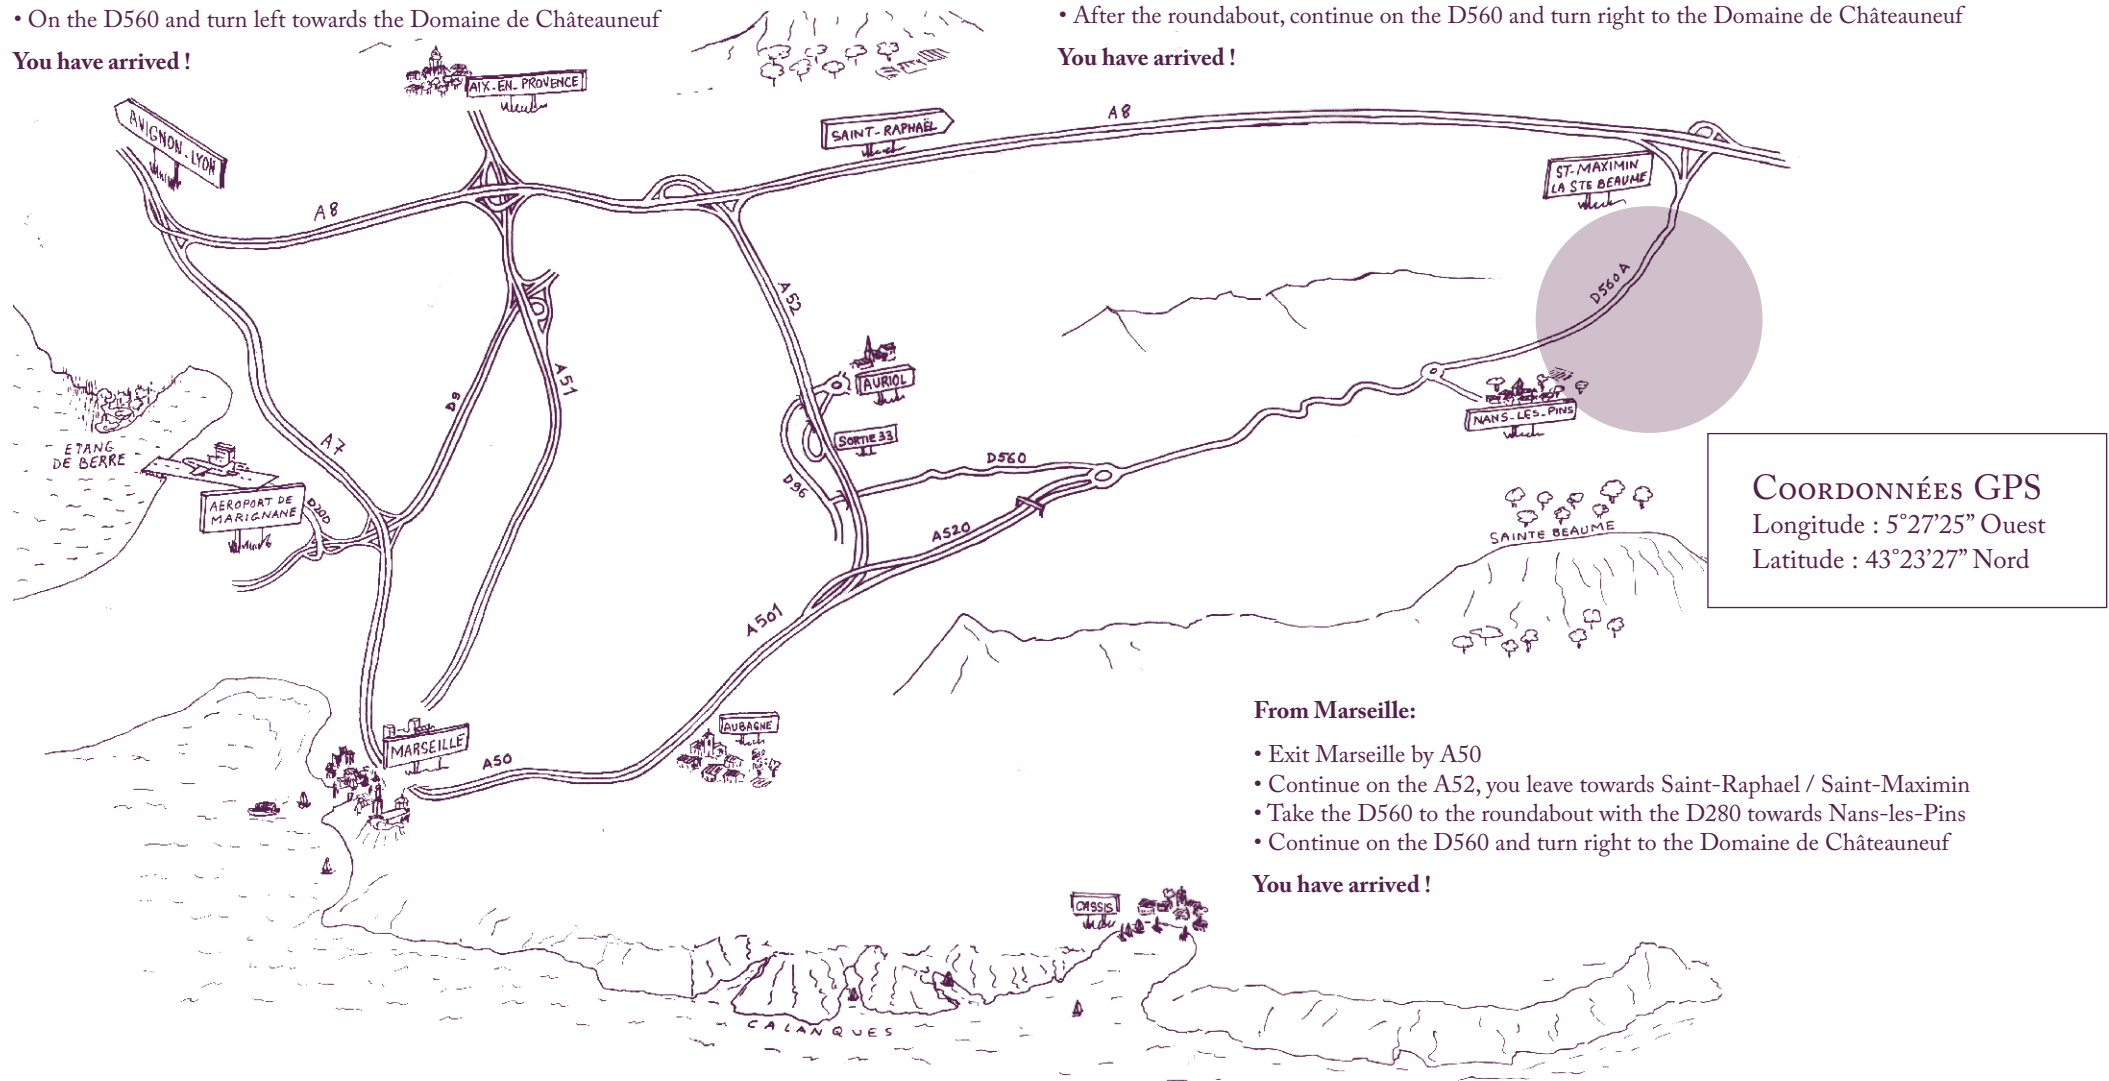 • On the D560 and turn left towards the Domaine de Châteauneuf
You have arrived !
• After the roundabout, continue on the D560 and turn right to the Domaine de Châteauneuf
You have arrived !
AIX-EN-PROVENCE
AVIGNON-LYON
SAINT-RAPHAËL
A8
ST-MAXIMIN
LA STE BEAUME
A8
D560 A
A52
A51
D9
AURIOL
SORTIE 33
NANS-LES-PINS
A7
ETANG
DE BERRE
AEROPORT DE
MARIGNANE
D20D
D96
D560
A520
SAINTE BEAUME
COORDONNÉES GPS
Longitude : 5°27'25” Ouest
Latitude : 43°23'27” Nord
A501
AUBAGNE
MARSEILLE
A50
From Marseille:
• Exit Marseille by A50
• Continue on the A52, you leave towards Saint-Raphael / Saint-Maximin
• Take the D560 to the roundabout with the D280 towards Nans-les-Pins
• Continue on the D560 and turn right to the Domaine de Châteauneuf
You have arrived !
CASSIS
CALANQUES